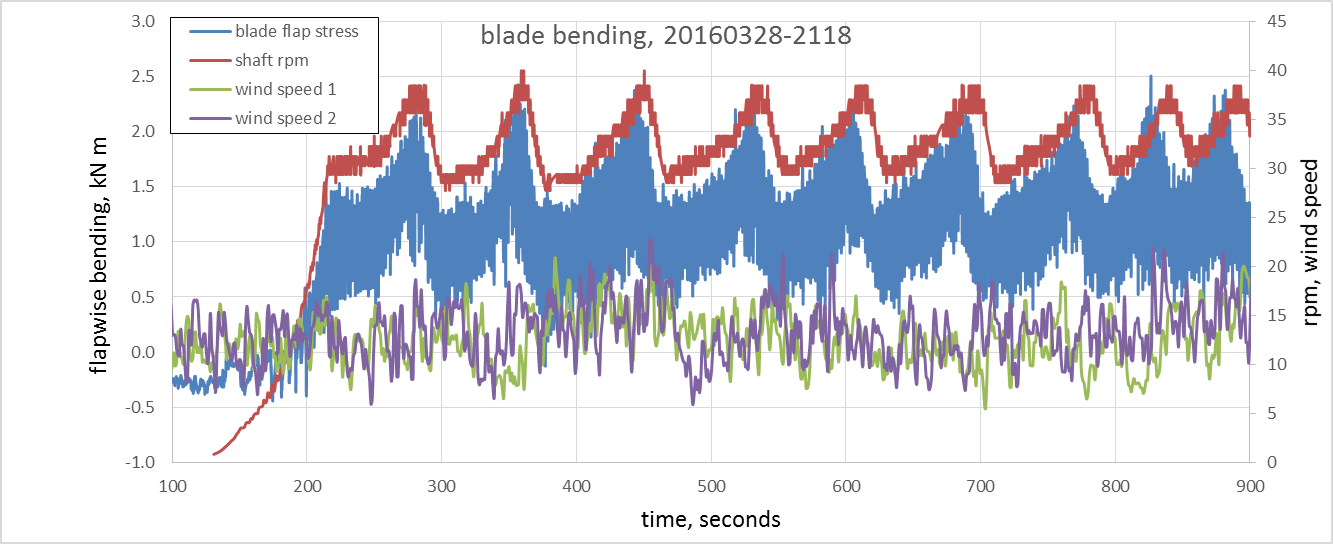 blade bending, 20160328-2118
blade flap stress
shaft rpm
wind speed 1
wind speed 2
flapwise bending, kN m
3.0
2.5
2.0
1.5
1.0
0.5
0.0
-0.5
-1.0
45
40
35
30
25
20
15
10
5
0
rpm, wind speed
100 200 300 400 500 600 700 800 900
time, seconds